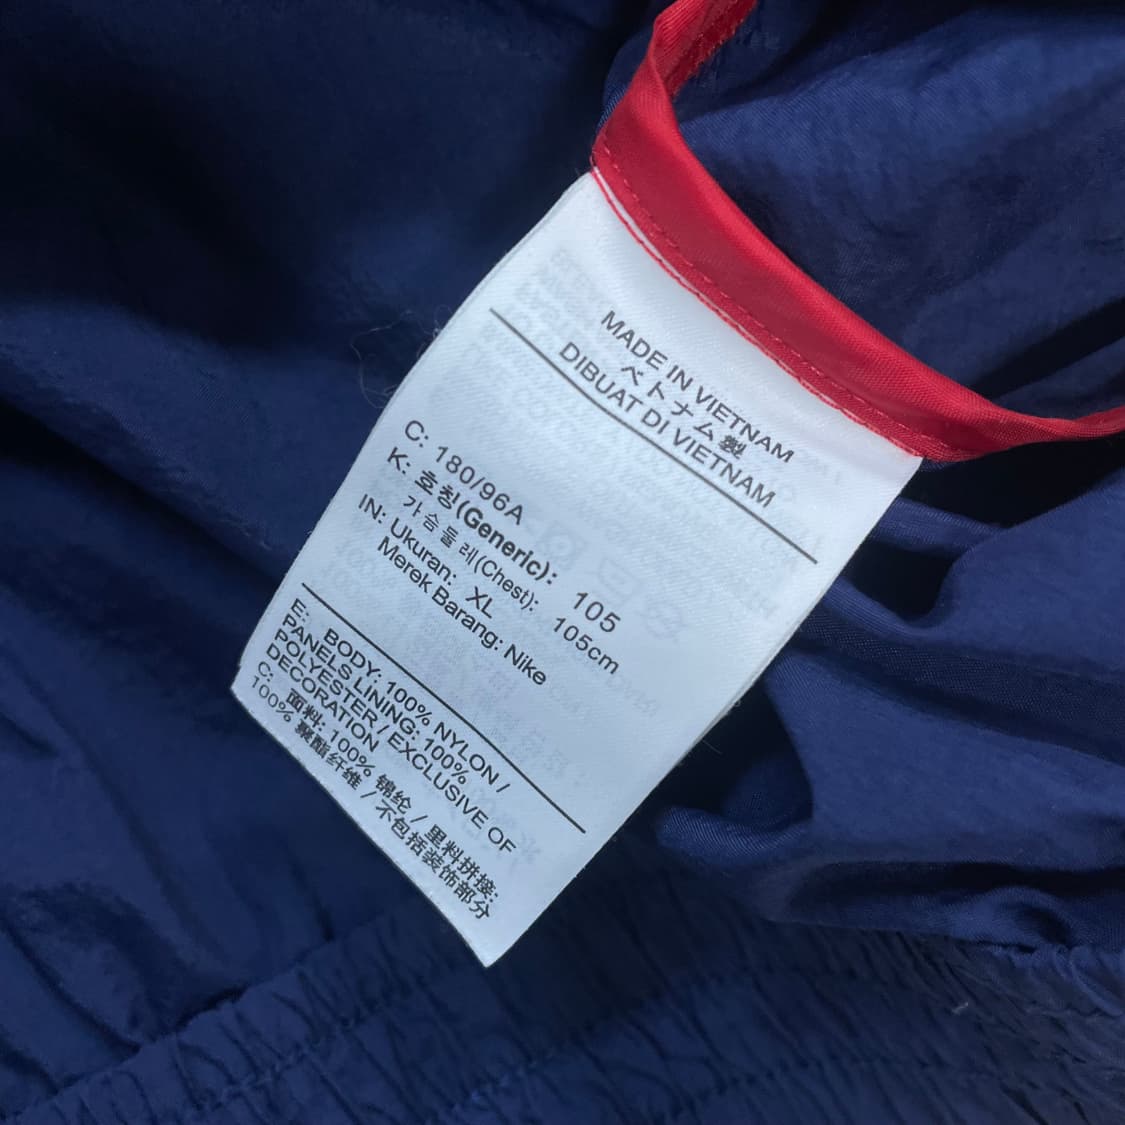 MADE IN VIETNAM
ベトナム製
DIBUAT DI VIETNAM
C: 180/96A
K: 호칭(Generic): 105
가슴둘레(Chest): 105cm
IN: Ukuran: XL
Merek Barang: Nike
E: BODY: 100% NYLON /
PANELS LINING: 100%
POLYESTER / EXCLUSIVE OF
DECORATION
C: 面料: 100% 锦纶 / 里料拼接:
100% 聚酯纤维 / 不包括装饰部分